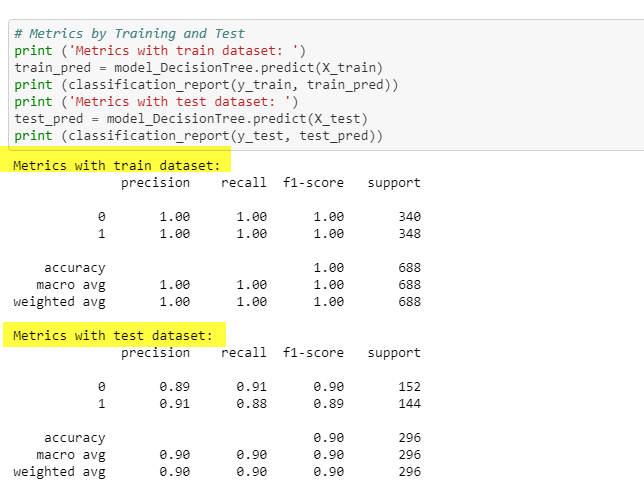 # Metrics by Training and Test
print ('Metrics with train dataset: ')
train_pred = model_DecisionTree.predict(X_train)
print (classification_report(y_train, train_pred))
print ('Metrics with test dataset: ')
test_pred = model_DecisionTree.predict(X_test)
print (classification_report(y_test, test_pred))
Metrics with train dataset:
precision recall f1-score support
0 1.00 1.00 1.00 340
1 1.00 1.00 1.00 348
accuracy 1.00 688
macro avg 1.00 1.00 1.00 688
weighted avg 1.00 1.00 1.00 688
Metrics with test dataset:
precision recall f1-score support
0 0.89 0.91 0.90 152
1 0.91 0.88 0.89 144
accuracy 0.90 296
macro avg 0.90 0.90 0.90 296
weighted avg 0.90 0.90 0.90 296